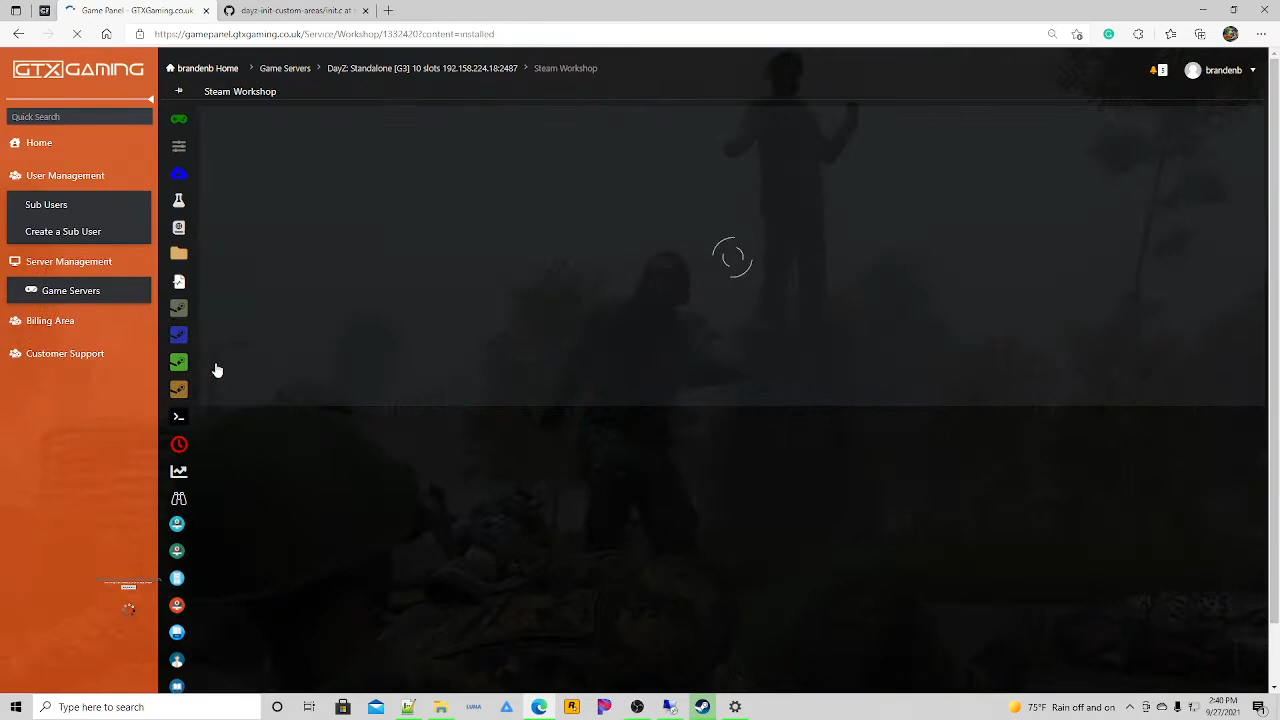 Game Panel - gtxgaming.co.uk
dayz-init-custom-areas/init.c at
https://gamepanel.gtxgaming.co.uk/Service/Workshop/1332420?content=installed
GTXGAMING
brandenb Home
Game Servers
DayZ: Standalone [G3] 10 slots 192.158.224.18:2487
Steam Workshop
5
brandenb
Steam Workshop
Quick Search
Home
User Management
Sub Users
Create a Sub User
Server Management
Game Servers
Billing Area
Customer Support
Type here to search
LUNA
75°F Rain off and on
2:40 PM
9/27/2021